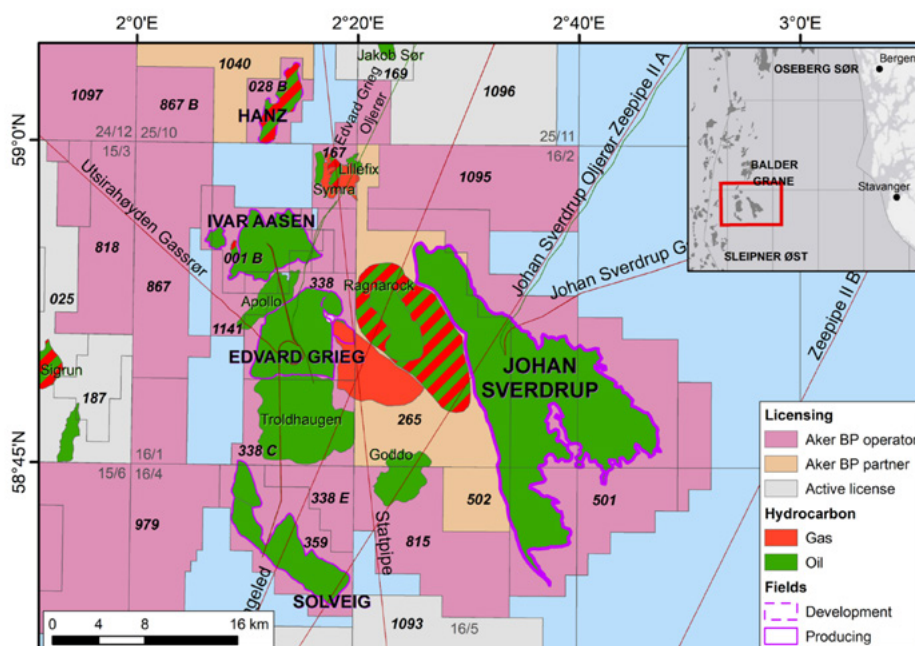 2°0'E
2°20'E
2°40'E
3°0'E
1040
Jakob Sør
169
1097
867 B
028 B
HANZ
1096
Edvard Grieg
Oljerør
24/12
25/10
25/11
59°0'N
15/3
16/2
167
Lillefix
Symra
1095
Utsirahøyden Gassrør
IVAR AASEN
818
001 B
867
338
Apollo
Ragnarock
025
1141
Johan Sverdrup Oljerør
Zeepipe II A
Johan Sverdrup G
Zeepipe II B
EDVARD GRIEG
JOHAN
SVERDRUP
Sigrun
187
Troldhaugen
265
338 C
Goddo
16/1
58°45'N
15/6
16/4
338 E
502
501
979
359
815
Statpipe
SOLVEIG
1093
16/5
0
4
8
16 km
OSEBERG SØR
Bergen
BALDER
GRANE
Stavanger
SLEIPNER ØST
Licensing
Aker BP operator
Aker BP partner
Active license
Hydrocarbon
Gas
Oil
Fields
Development
Producing